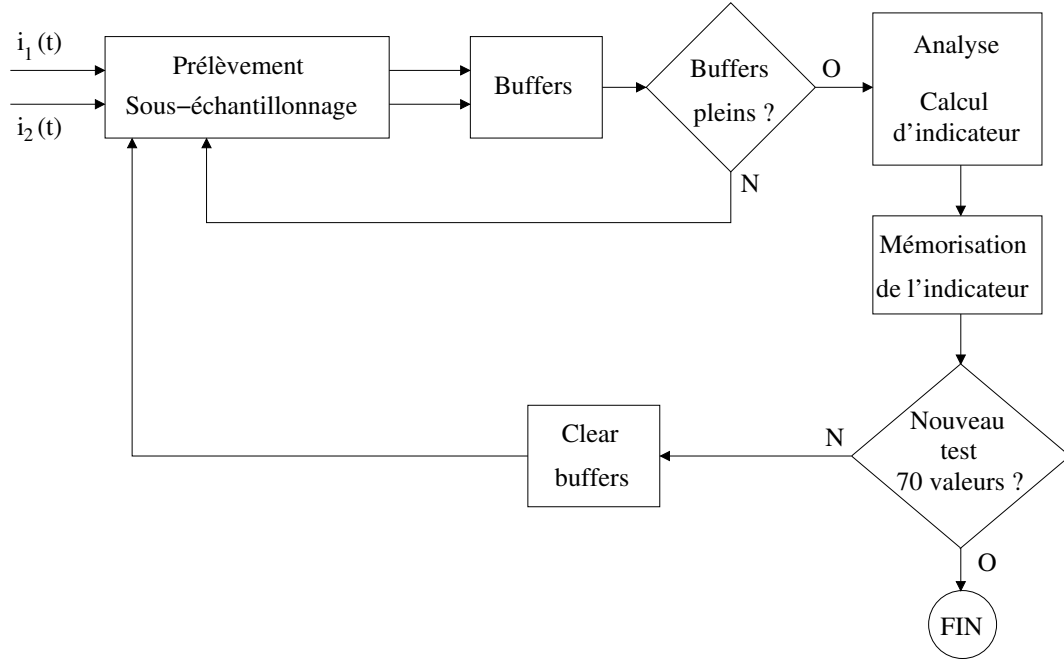 i₁(t)
i₂(t)
Prélèvement
Sous−échantillonnage
Buffers
Buffers
pleins ?
O
N
Analyse
Calcul
d'indicateur
Mémorisation
de l'indicateur
Nouveau
test
70 valeurs ?
N
Clear
buffers
O
FIN